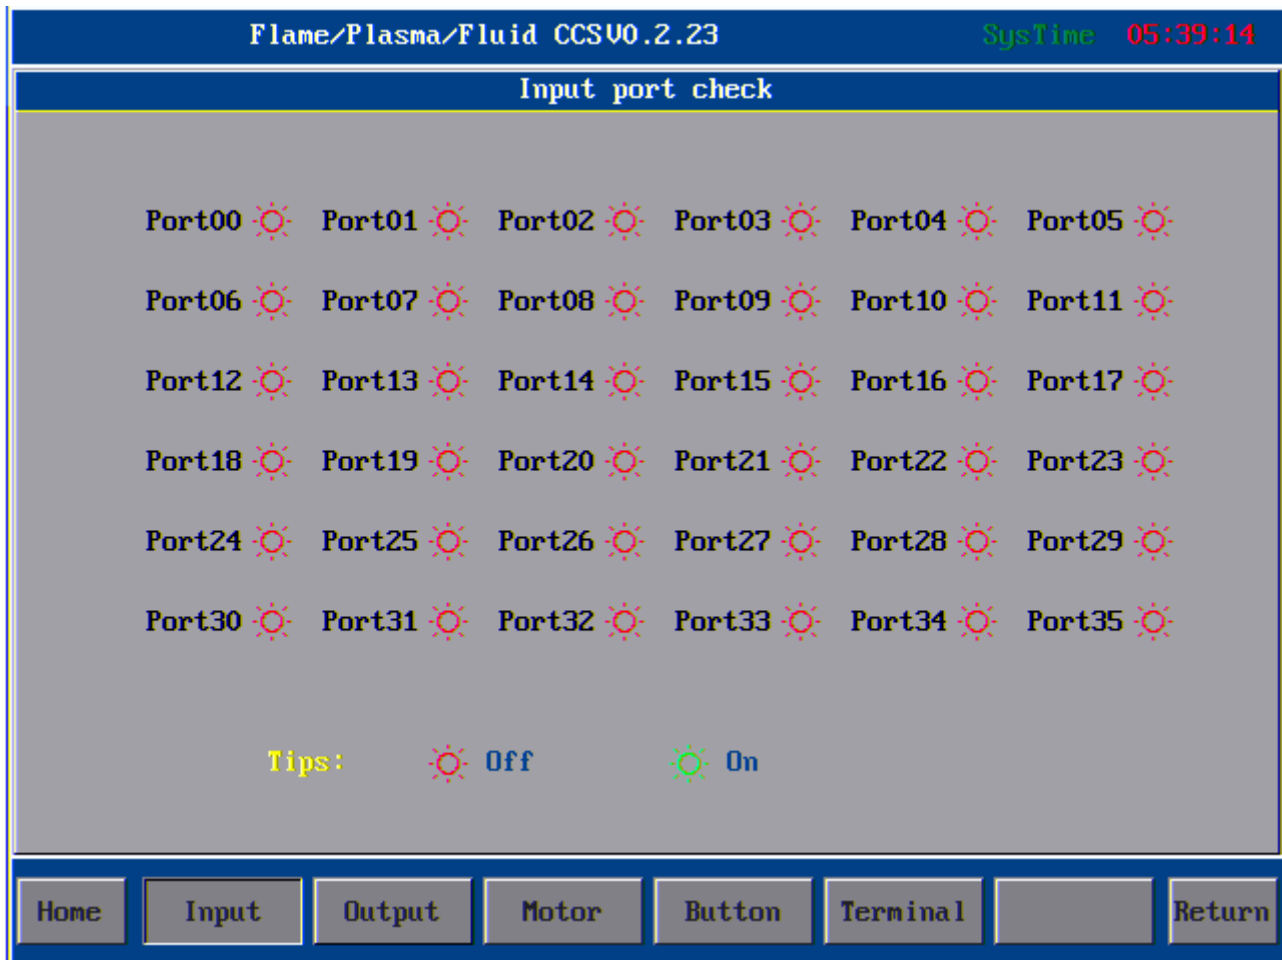 Flame/Plasma/Fluid CCSV0.2.23 SysTime 05:39:14
Input port check
Port00 Port01 Port02 Port03 Port04 Port05
Port06 Port07 Port08 Port09 Port10 Port11
Port12 Port13 Port14 Port15 Port16 Port17
Port18 Port19 Port20 Port21 Port22 Port23
Port24 Port25 Port26 Port27 Port28 Port29
Port30 Port31 Port32 Port33 Port34 Port35
Tips: Off On
Home Input Output Motor Button Terminal Return